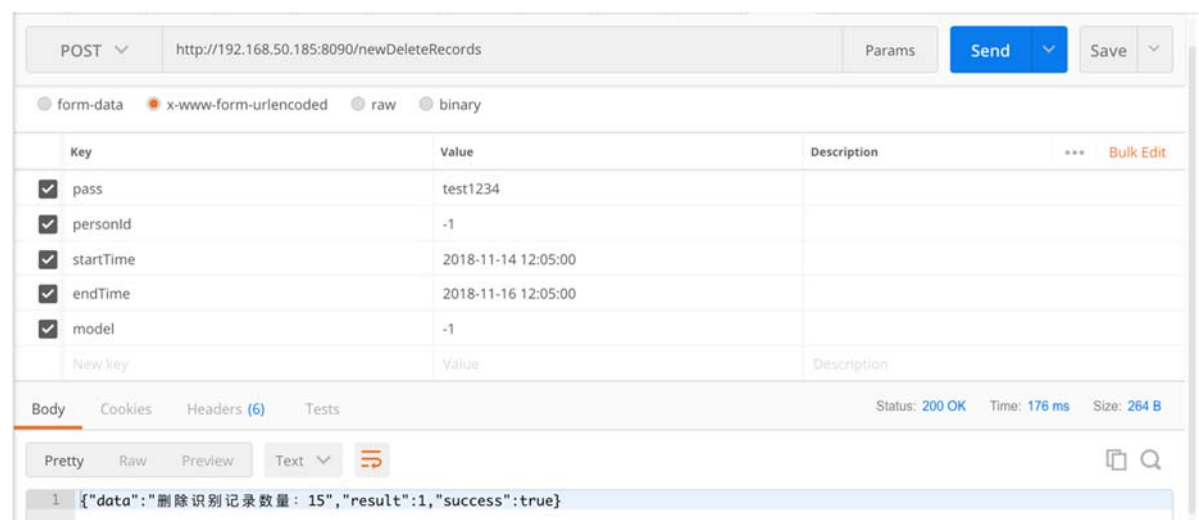 POST http://192.168.50.185:8090/newDeleteRecords Params Send Save
form-data x-www-form-urlencoded raw binary
Key Value Description ••• Bulk Edit
pass test1234
personId -1
startTime 2018-11-14 12:05:00
endTime 2018-11-16 12:05:00
model -1
New key Value Description
Body Cookies Headers (6) Tests Status: 200 OK Time: 176 ms Size: 264 B
Pretty Raw Preview Text
1 {"data":"删除识别记录数量：15","result":1,"success":true}